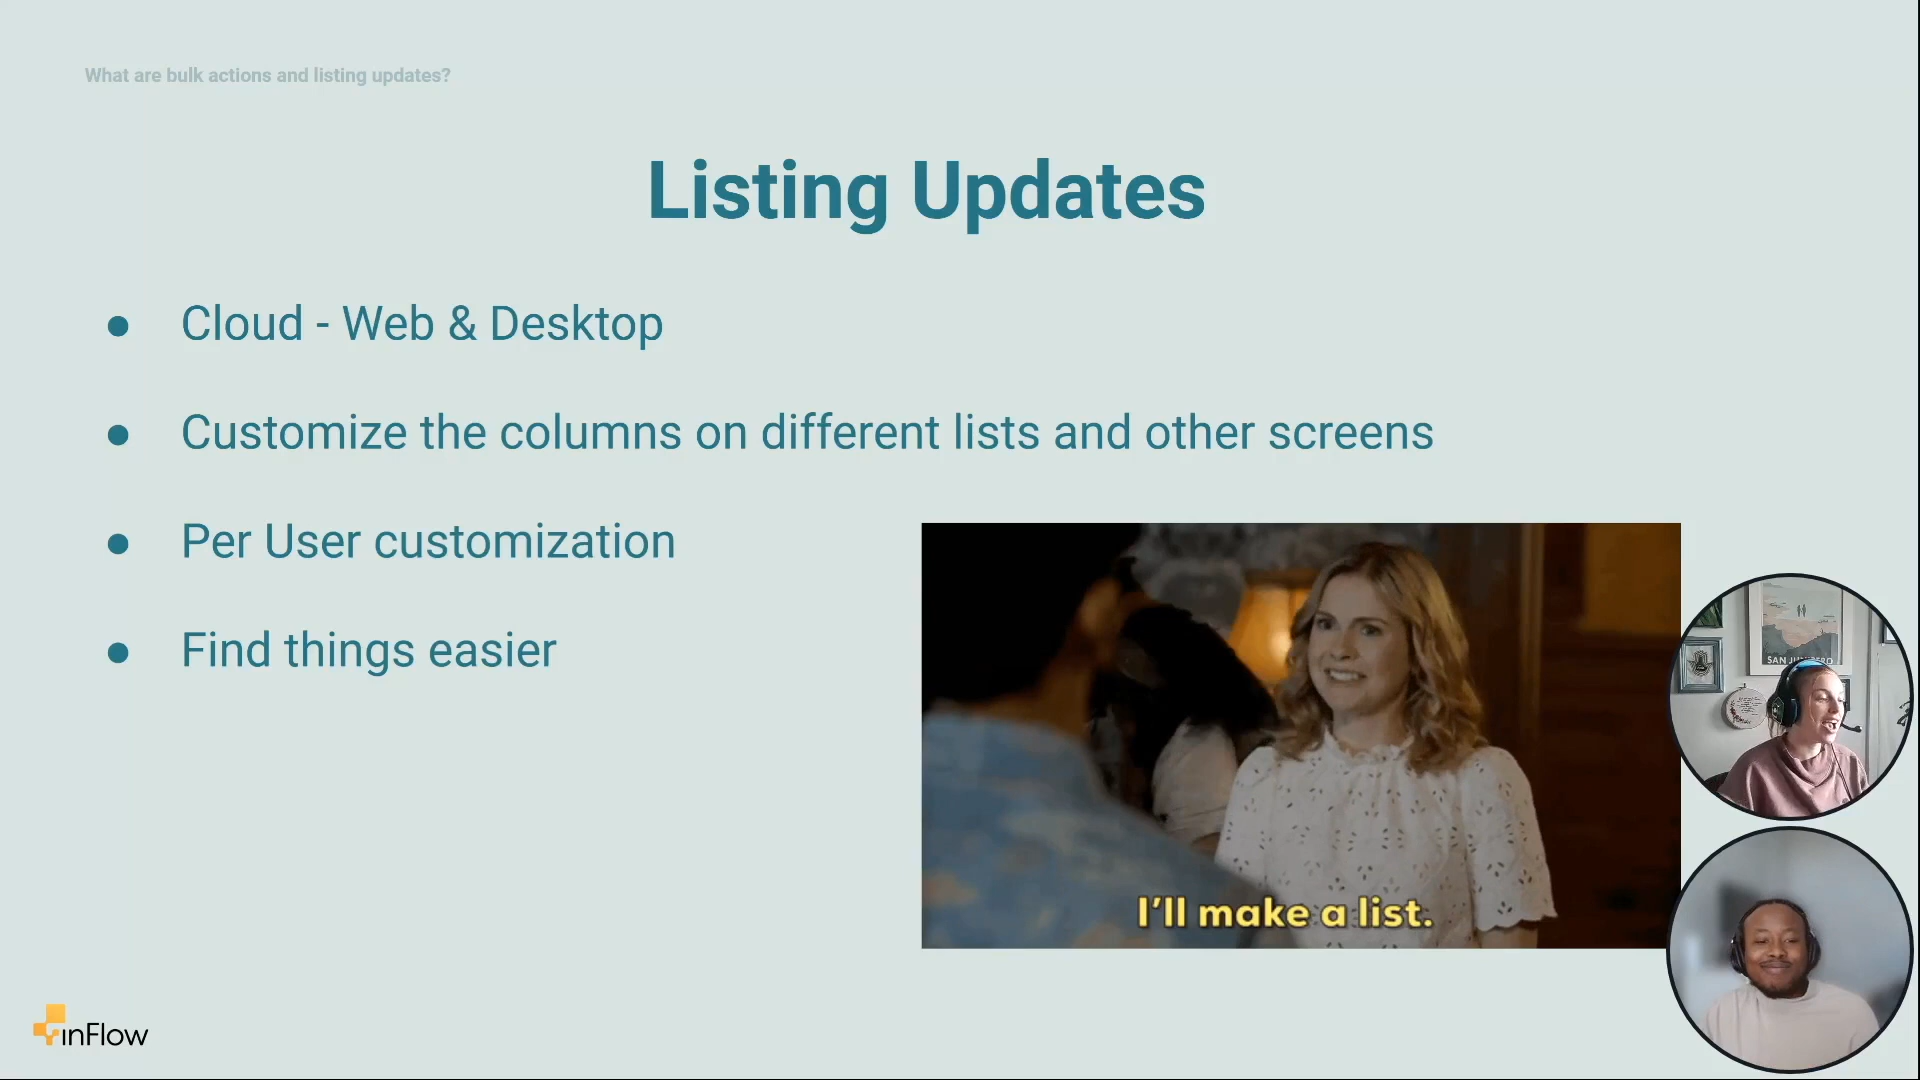 What are bulk actions and listing updates?
Listing Updates
● Cloud - Web & Desktop
● Customize the columns on different lists and other screens
● Per User customization
● Find things easier
I'll make a list.
inFlow